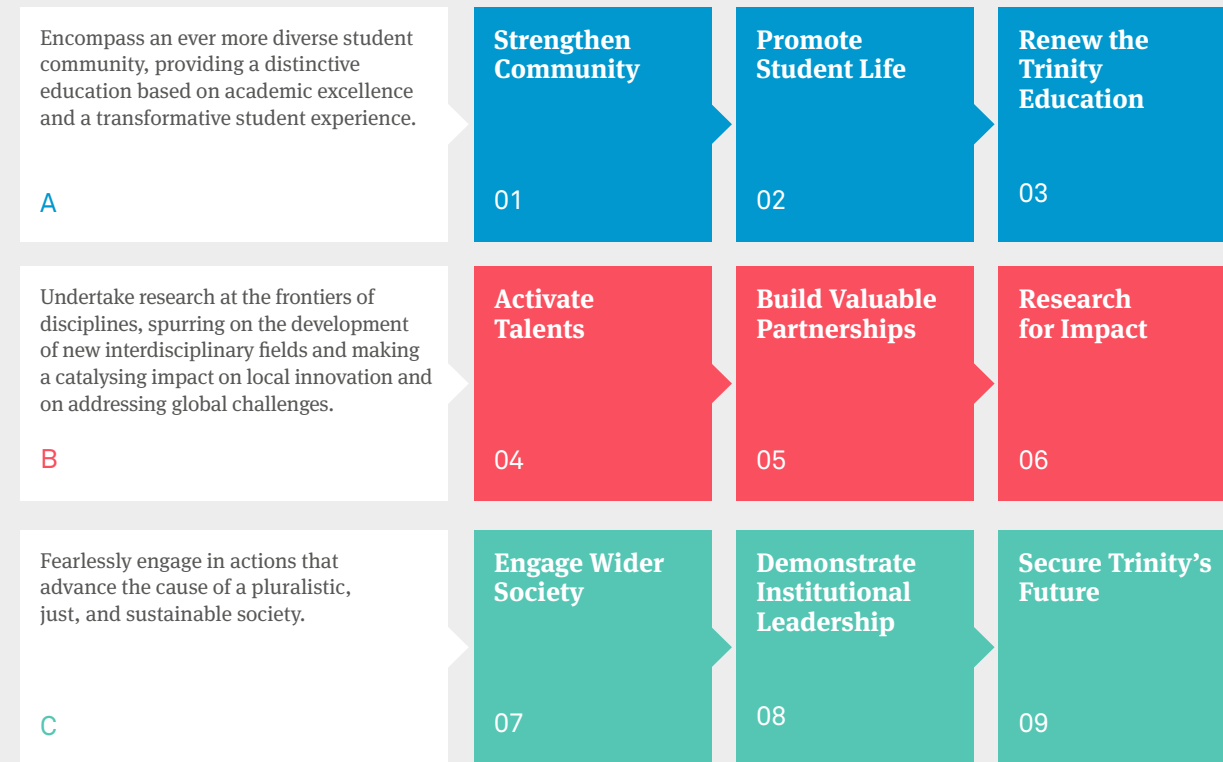 Encompass an ever more diverse student
community, providing a distinctive
education based on academic excellence
and a transformative student experience.
A
Strengthen
Community
01
Promote
Student Life
02
Renew the
Trinity
Education
03
Undertake research at the frontiers of
disciplines, spurring on the development
of new interdisciplinary fields and making
a catalysing impact on local innovation and
on addressing global challenges.
B
Activate
Talents
04
Build Valuable
Partnerships
05
Research
for Impact
06
Fearlessly engage in actions that
advance the cause of a pluralistic,
just, and sustainable society.
C
Engage Wider
Society
07
Demonstrate
Institutional
Leadership
08
Secure Trinity’s
Future
09